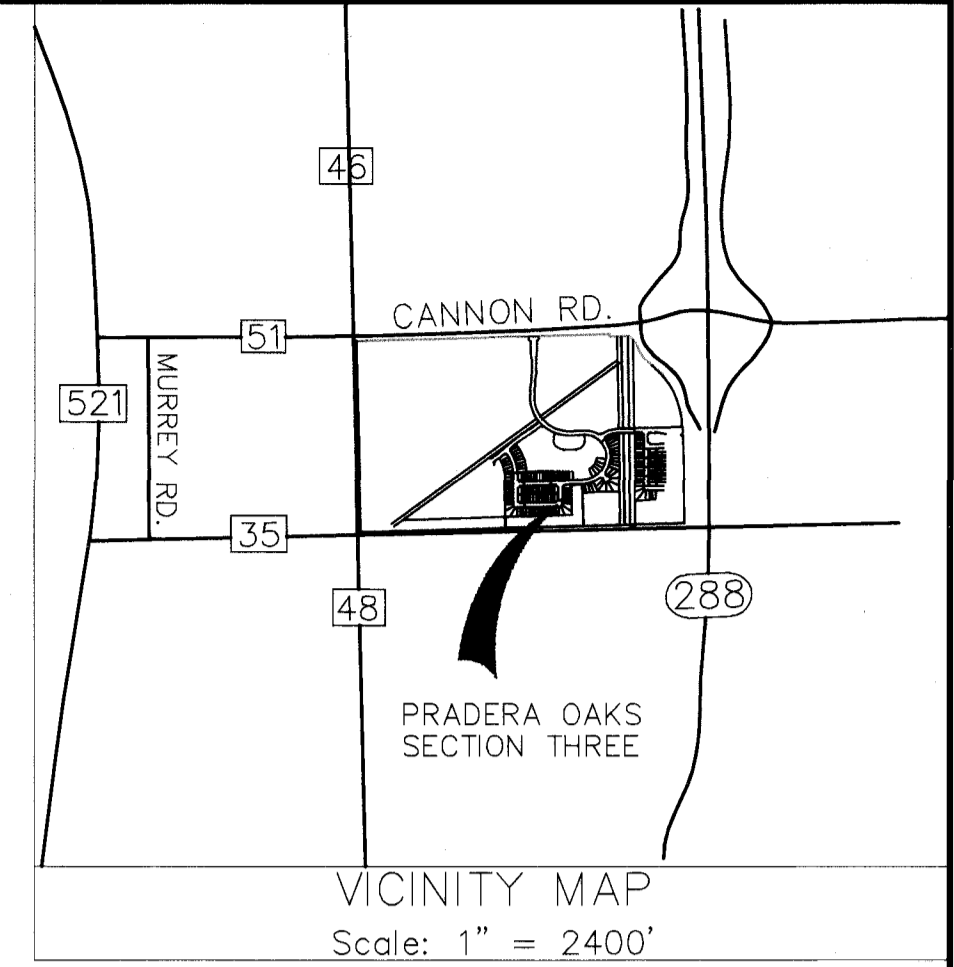 46
CANNON RD.
51
521
MURREY RD.
35
48
288
PRADERA OAKS
SECTION THREE
VICINITY MAP
Scale: 1" = 2400'